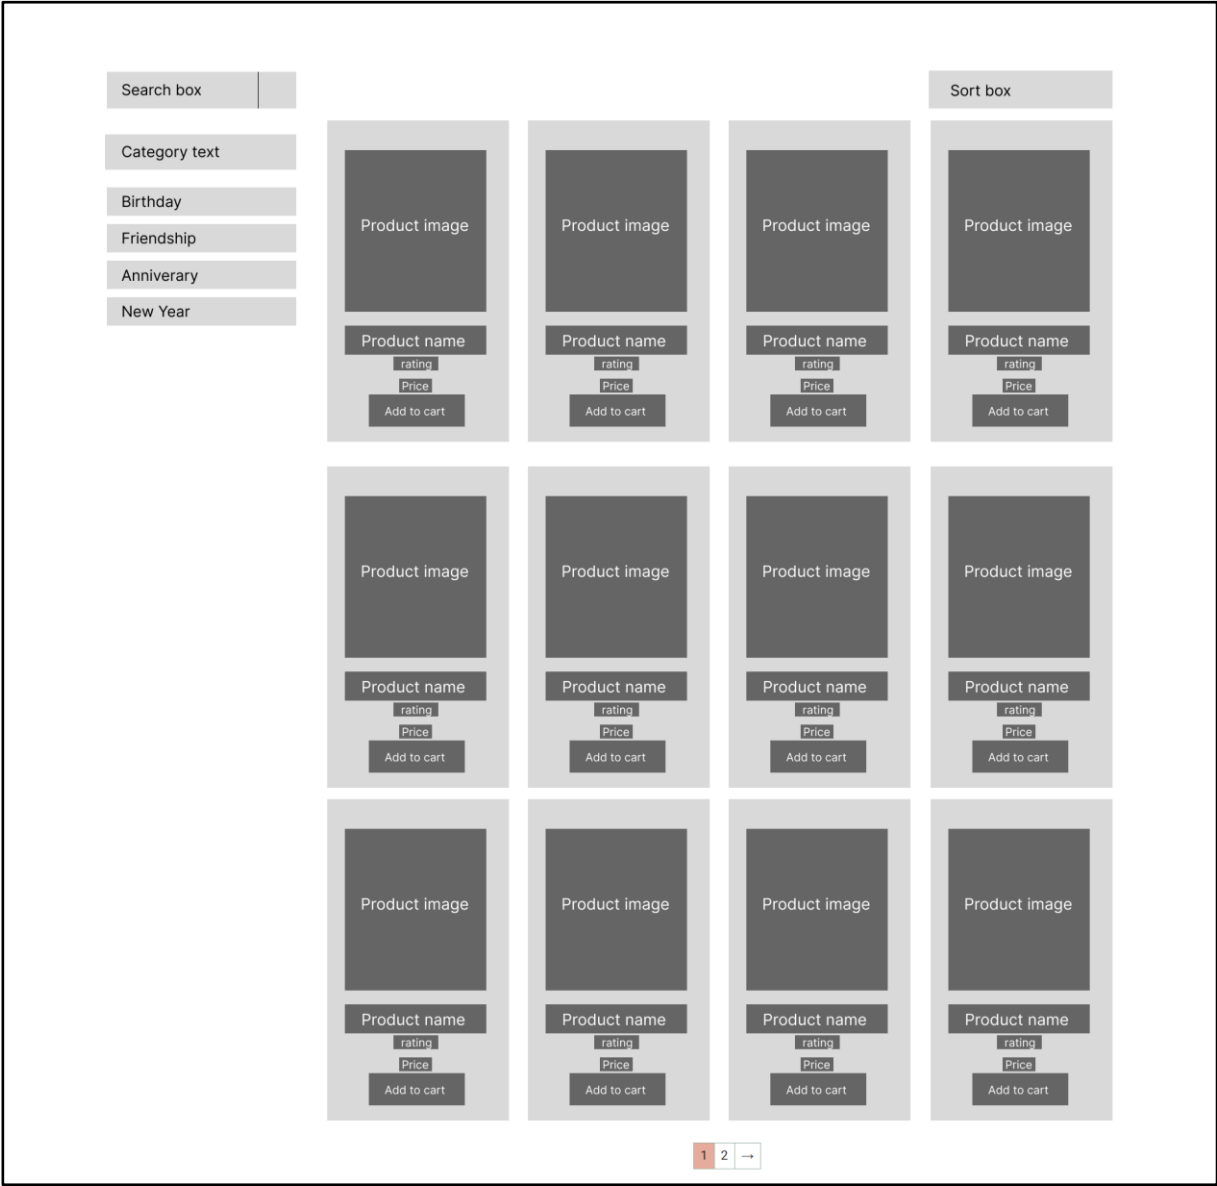 Search box
Sort box
Category text
Birthday
Friendship
Anniverary
New Year
Product image Product image Product image Product image
Product name Product name Product name Product name
rating rating rating rating
Price Price Price Price
Add to cart Add to cart Add to cart Add to cart
Product image Product image Product image Product image
Product name Product name Product name Product name
rating rating rating rating
Price Price Price Price
Add to cart Add to cart Add to cart Add to cart
Product image Product image Product image Product image
Product name Product name Product name Product name
rating rating rating rating
Price Price Price Price
Add to cart Add to cart Add to cart Add to cart
1 2 →